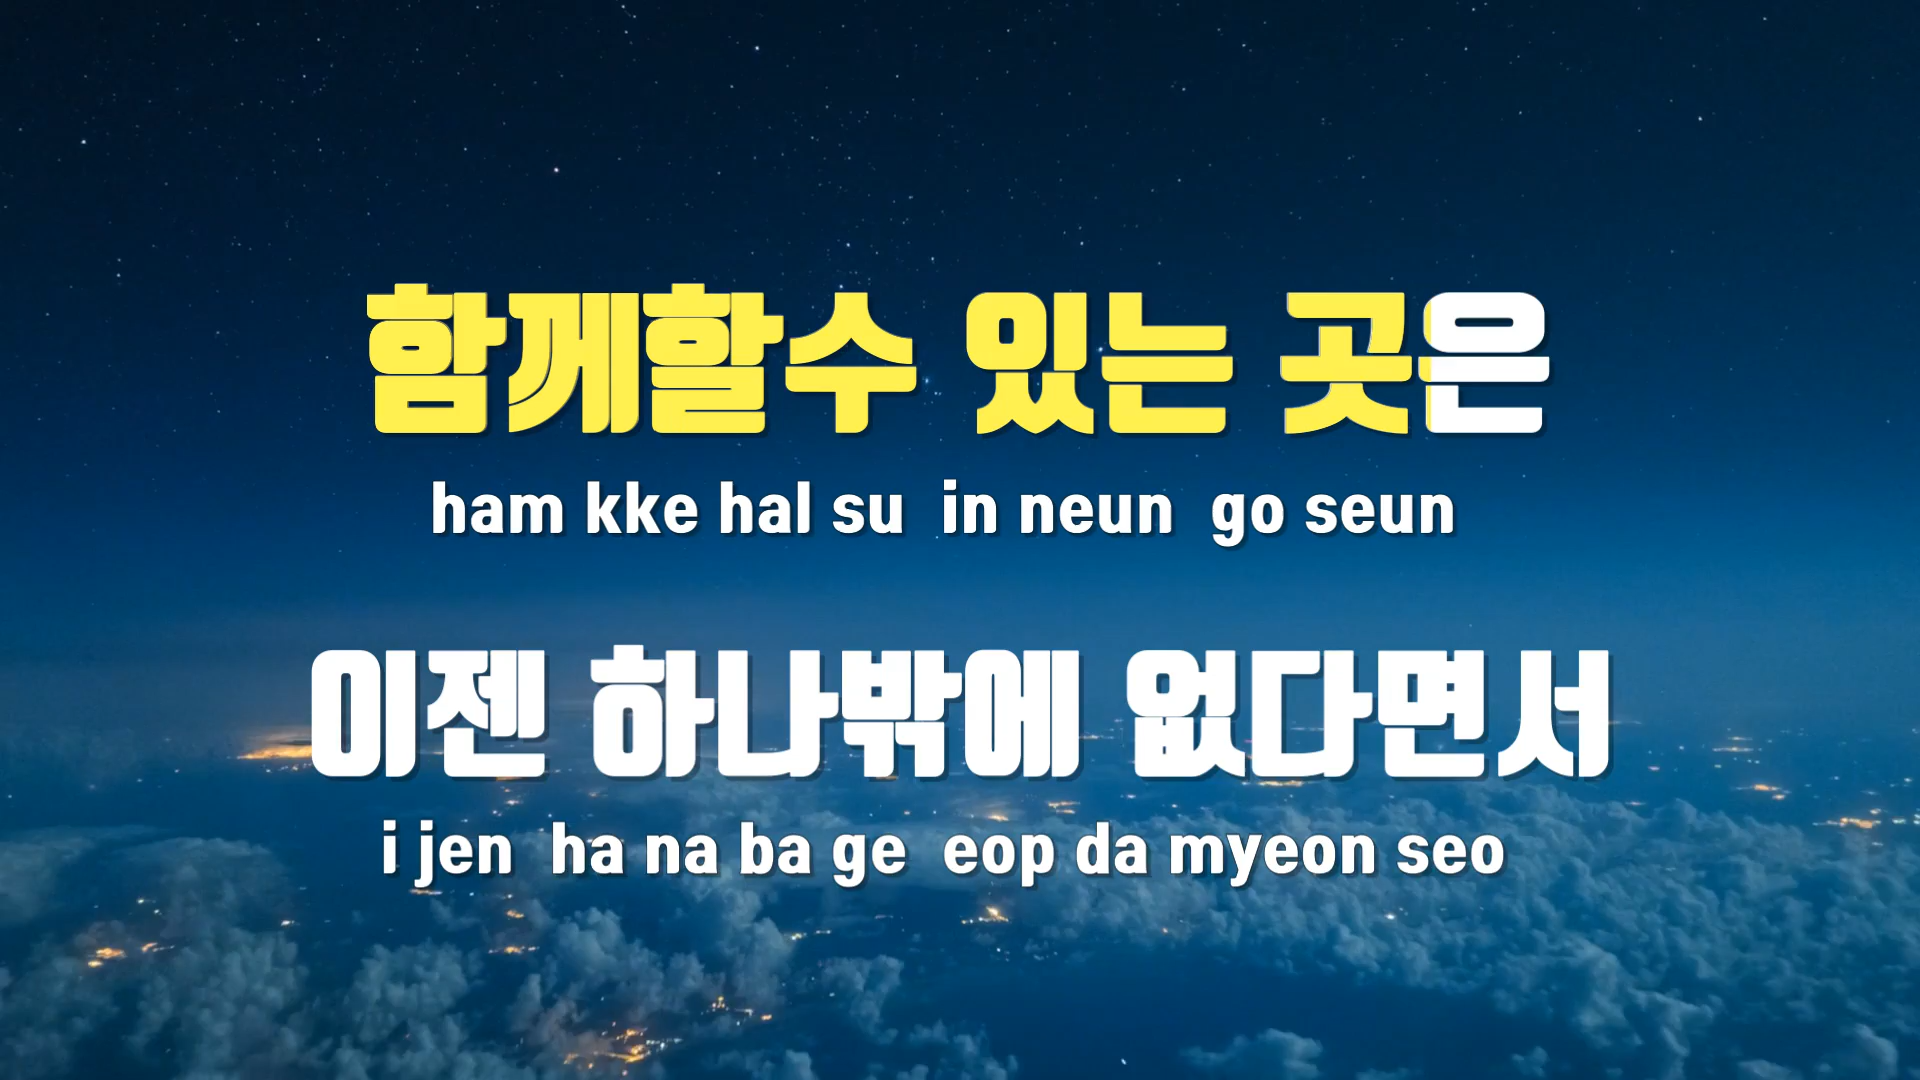 함께할수 있는 곳은
ham kke hal su in neun go seun
이젠 하나밖에 없다면서
i jen ha na ba ge eop da myeon seo